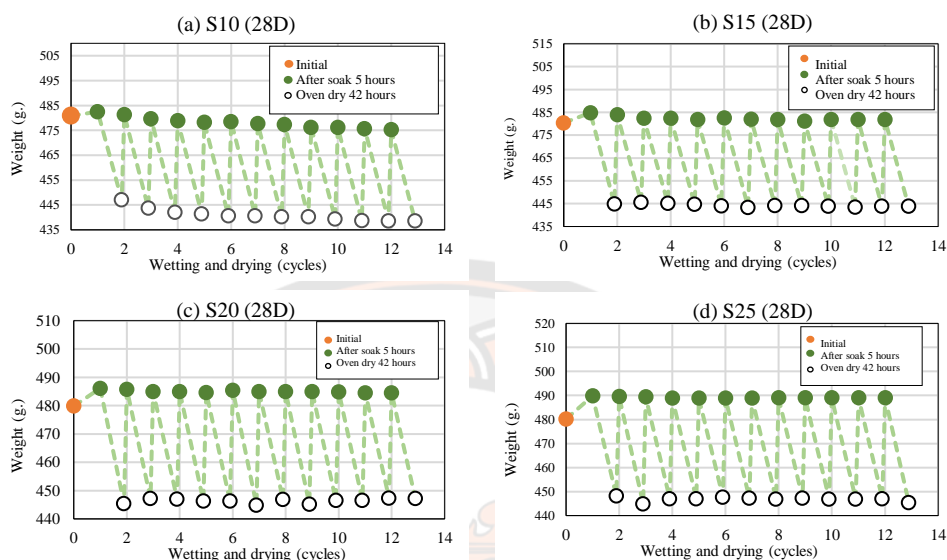 (a) S10 (28D)
505
495
485
475
465
455
445
435
Weight (g.)
Initial
After soak 5 hours
Oven dry 42 hours
0 2 4 6 8 10 12 14
Wetting and drying (cycles)
(b) S15 (28D)
515
505
495
485
475
465
455
445
435
Weight (g.)
Initial
After soak 5 hours
Oven dry 42 hours
0 2 4 6 8 10 12 14
Wetting and drying (cycles)
(c) S20 (28D)
510
500
490
480
470
460
450
440
Weight (g.)
Initial
After soak 5 hours
Oven dry 42 hours
0 2 4 6 8 10 12 14
Wetting and drying (cycles)
(d) S25 (28D)
520
510
500
490
480
470
460
450
440
Weight (g.)
Initial
After soak 5 hours
Oven dry 42 hours
0 2 4 6 8 10 12 14
Wetting and drying (cycles)